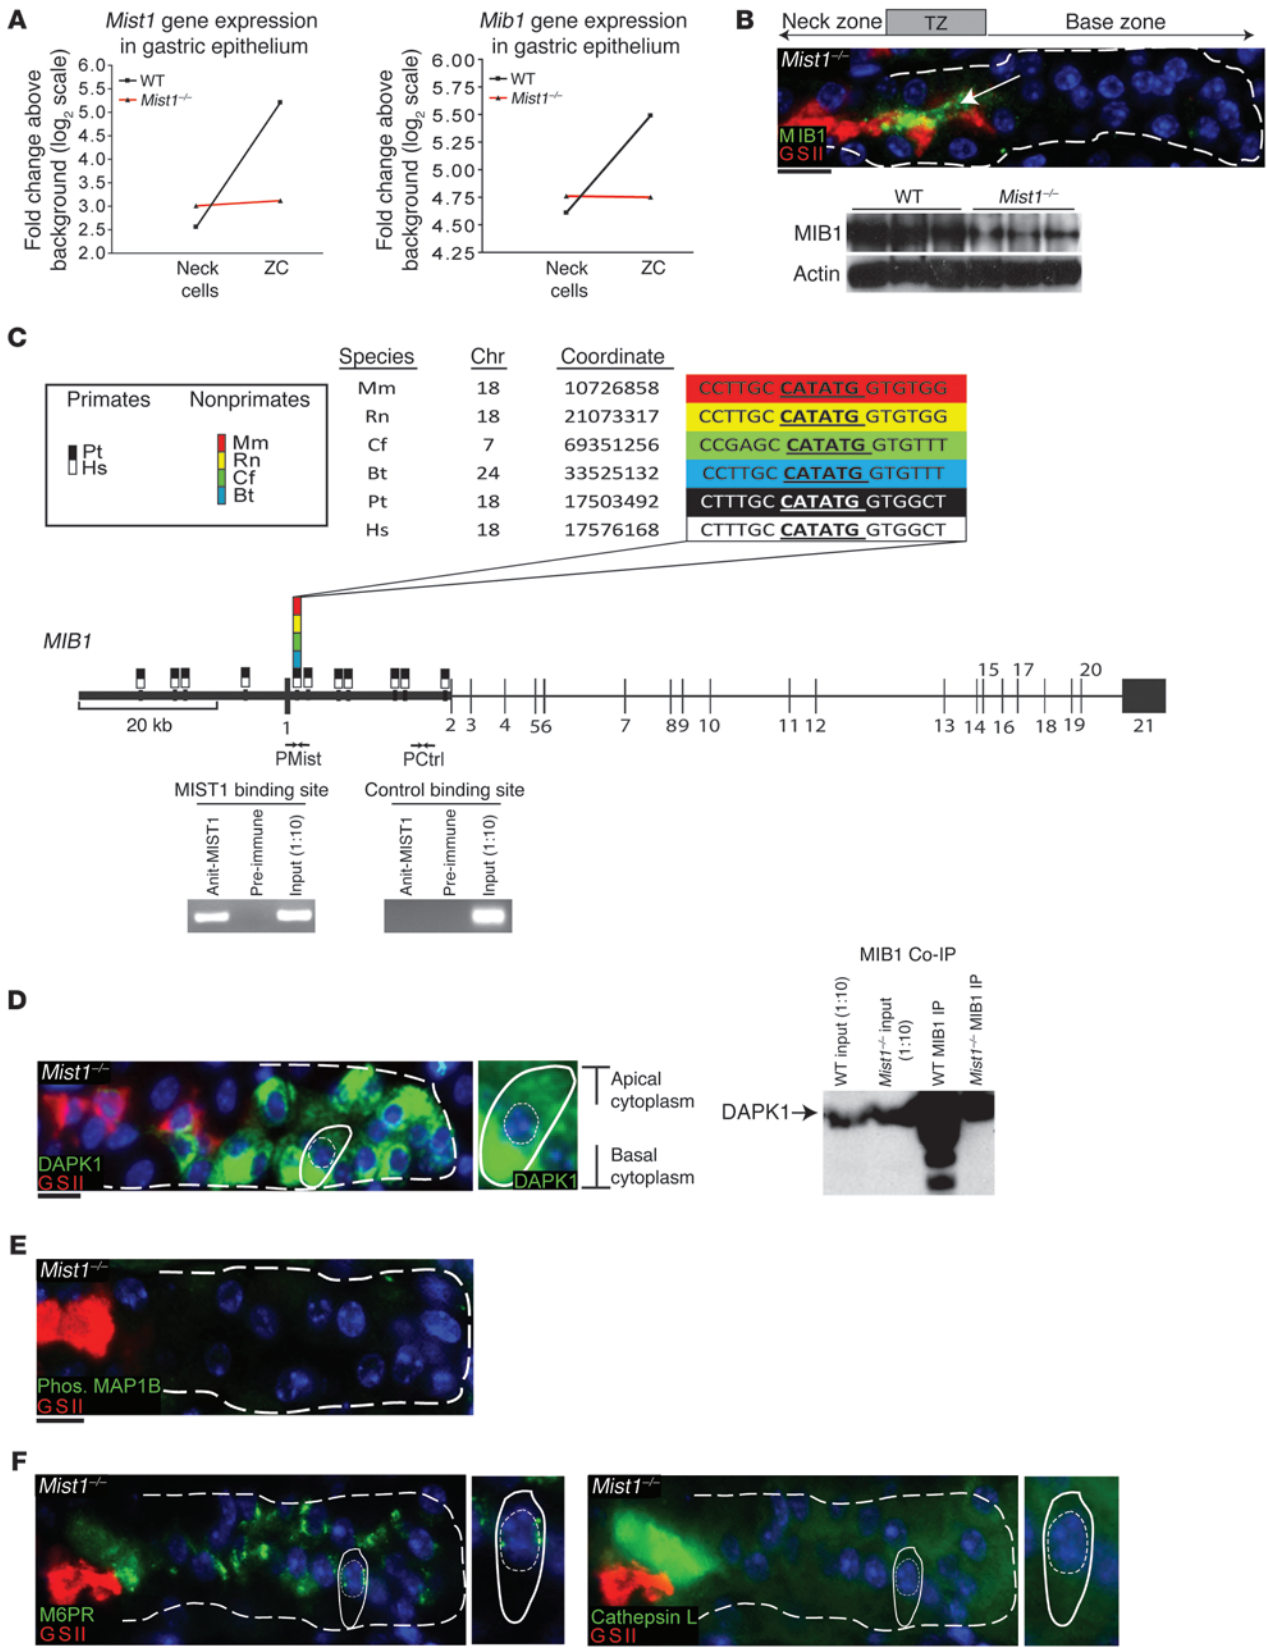 A
Mist1 gene expression
in gastric epithelium
Fold change above
background (log2 scale)
6.0
5.5
5.0
4.5
4.0
3.5
3.0
2.5
2.0
WT
Mist1–/–
Neck
cells
ZC
Mib1 gene expression
in gastric epithelium
Fold change above
background (log2 scale)
6.00
5.75
5.50
5.25
5.00
4.75
4.50
4.25
WT
Mist1–/–
Neck
cells
ZC
B
Neck zone TZ Base zone
Mist1–/–
MIB1
GSII
WT Mist1–/–
MIB1
Actin
C
Primates Nonprimates
Pt
Hs
Mm
Rn
Cf
Bt
Species Chr Coordinate
Mm 18 10726858 CCTTGC CATATG GTGTGG
Rn 18 21073317 CCTTGC CATATG GTGTGG
Cf 7 69351256 CCGAGC CATATG GTGTTT
Bt 24 33525132 CCTTGC CATATG GTGTTT
Pt 18 17503492 CTTTGC CATATG GTGGCT
Hs 18 17576168 CTTTGC CATATG GTGGCT
MIB1
15 17 20
20 kb 1 2 3 4 5 6 7 8 9 10 11 12 13 14 16 18 19 21
PMist PCtrl
MIST1 binding site
Anit-MIST1
Pre-immune
Input (1:10)
Control binding site
Anit-MIST1
Pre-immune
Input (1:10)
D
Mist1–/–
DAPK1
GSII
DAPK1
Apical
cytoplasm
Basal
cytoplasm
MIB1 Co-IP
WT input (1:10)
Mist1–/– input
(1:10)
WT MIB1 IP
Mist1–/– MIB1 IP
DAPK1
E
Mist1–/–
Phos. MAP1B
GSII
F
Mist1–/–
M6PR
GSII
Mist1–/–
Cathepsin L
GSII